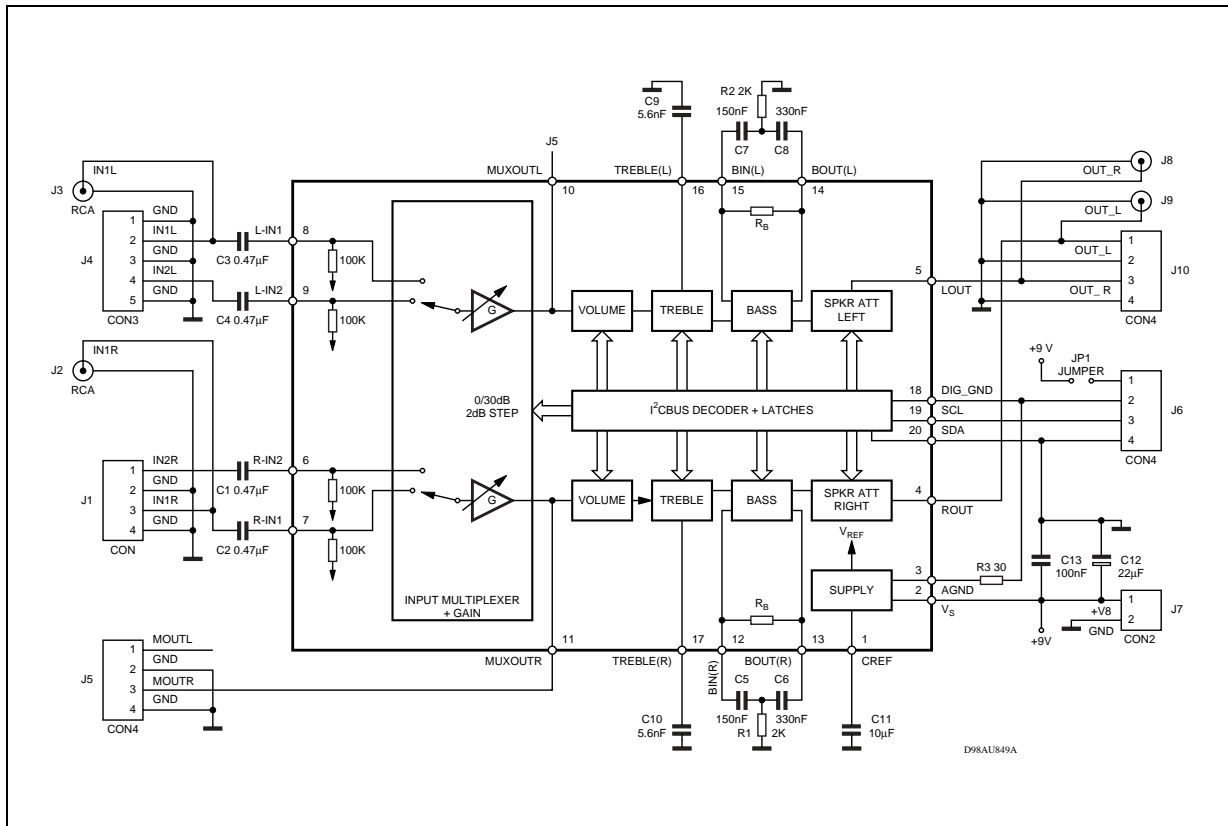 C9
5.6nF
R2 2K
150nF
330nF
C7
C8
J5
MUXOUTL
10
TREBLE(L)
16
BIN(L)
15
BOUT(L)
14
J3
IN1L
RCA
J4
1
GND
2
IN1L
3
GND
4
IN2L
5
GND
CON3
C3 0.47µF
L-IN1
8
C4 0.47µF
L-IN2
9
100K
100K
G
VOLUME
TREBLE
BASS
SPKR ATT
LEFT
RB
5
LOUT
J8
OUT_R
J9
OUT_L
1
OUT_L
2
3
OUT_ R
4
J10
CON4
J2
IN1R
RCA
0/30dB
2dB STEP
I2CBUS DECODER + LATCHES
18
DIG_GND
19
SCL
20
SDA
+9 V
JP1
JUMPER
1
2
3
4
J6
CON4
J1
1
IN2R
2
GND
3
IN1R
4
GND
CON
C1 0.47µF
R-IN2
6
C2 0.47µF
R-IN1
7
100K
100K
G
VOLUME
TREBLE
BASS
SPKR ATT
RIGHT
4
ROUT
VREF
SUPPLY
3
AGND
2
VS
R3 30
C13
100nF
C12
22µF
+V8
GND
1
2
J7
CON2
+9V
INPUT MULTIPLEXER
+ GAIN
RB
J5
1
MOUTL
2
GND
3
MOUTR
4
GND
CON4
11
MUXOUTR
17
TREBLE(R)
12
BIN(R)
13
BOUT(R)
1
CREF
C10
5.6nF
C5
C6
150nF
330nF
R1
2K
C11
10µF
D98AU849A